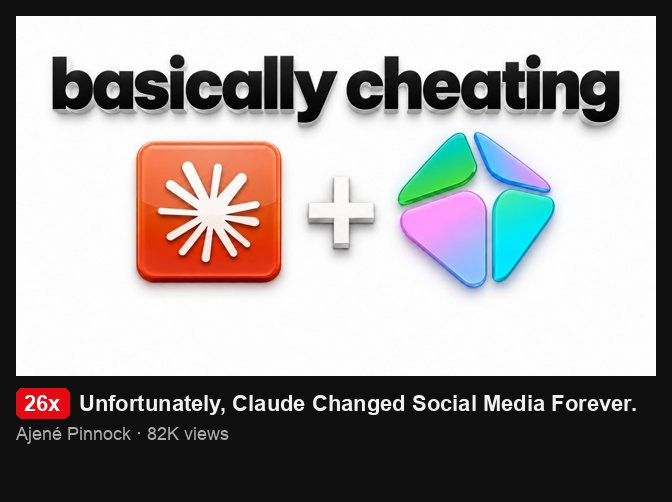 basically cheating
26x Unfortunately, Claude Changed Social Media Forever.
Ajené Pinnock · 82K views